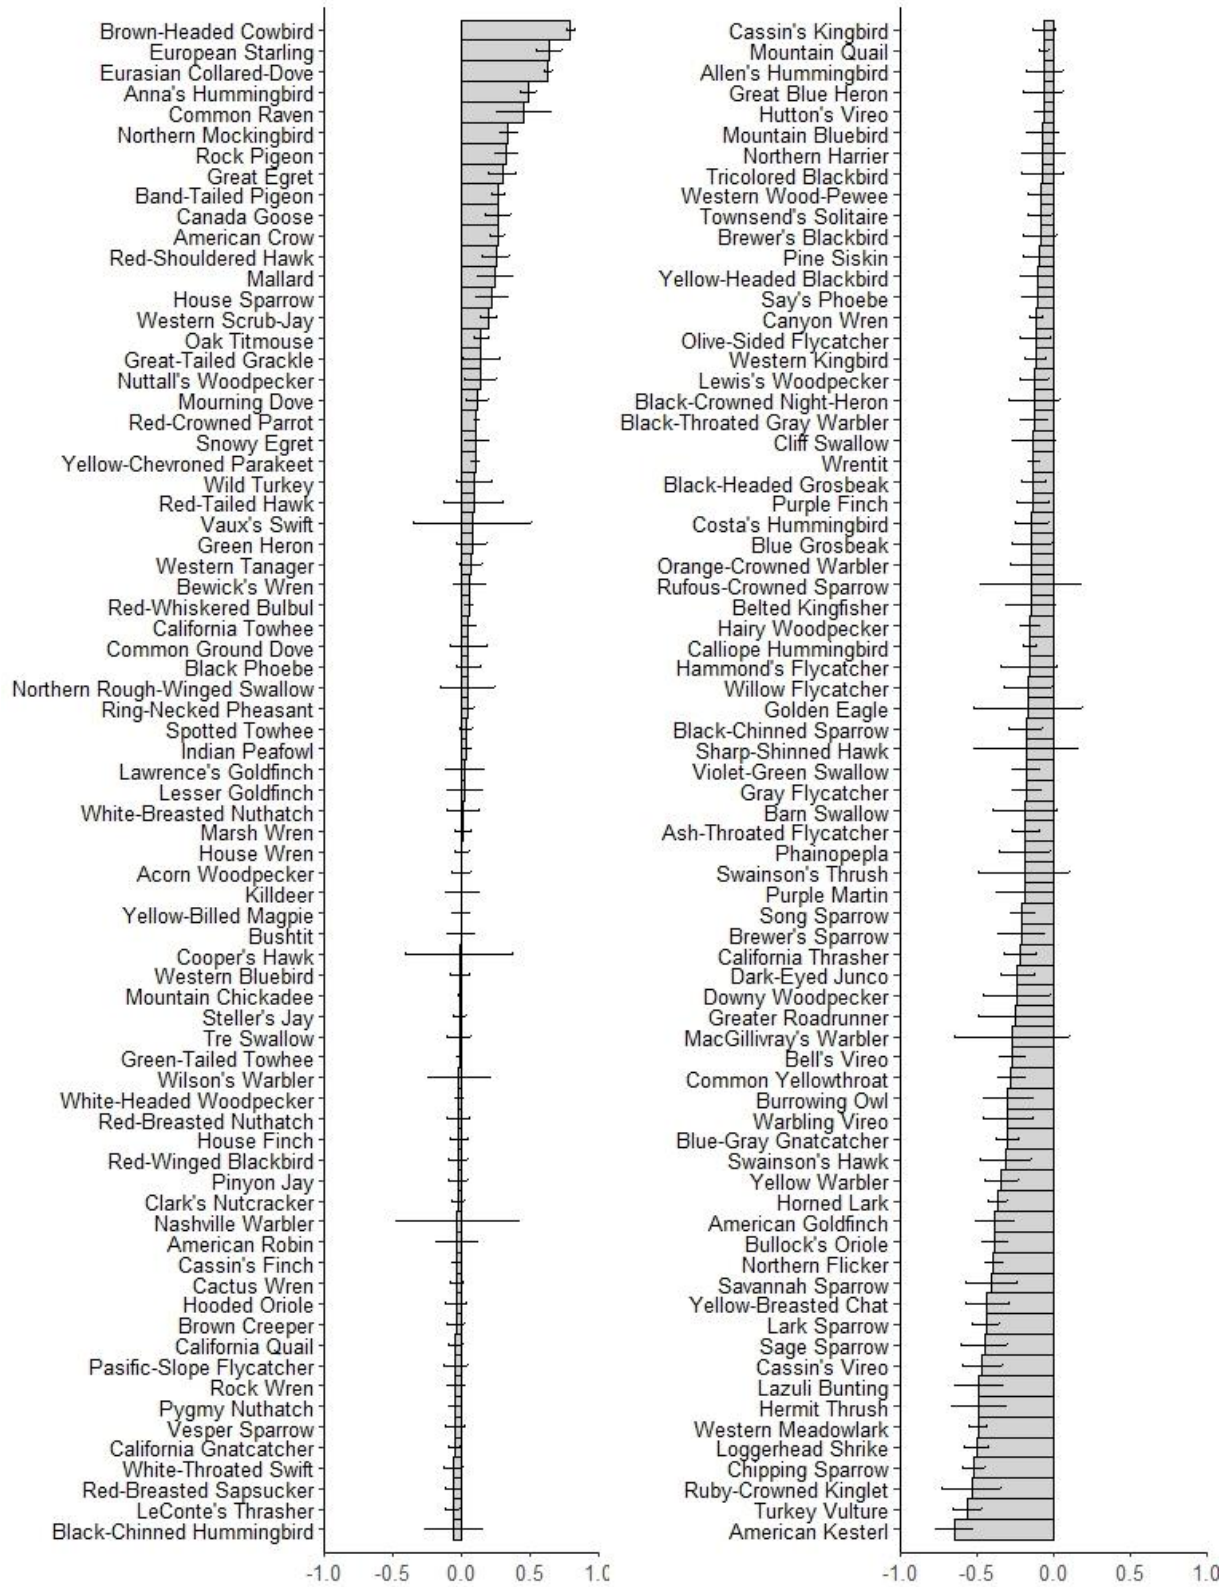 Brown-Headed Cowbird
European Starling
Eurasian Collared-Dove
Anna's Hummingbird
Common Raven
Northern Mockingbird
Rock Pigeon
Great Egret
Band-Tailed Pigeon
Canada Goose
American Crow
Red-Shouldered Hawk
Mallard
House Sparrow
Western Scrub-Jay
Oak Titmouse
Great-Tailed Grackle
Nuttall's Woodpecker
Mourning Dove
Red-Crowned Parrot
Snowy Egret
Yellow-Chevroned Parakeet
Wild Turkey
Red-Tailed Hawk
Vaux's Swift
Green Heron
Western Tanager
Bewick's Wren
Red-Whiskered Bulbul
California Towhee
Common Ground Dove
Black Phoebe
Northern Rough-Winged Swallow
Ring-Necked Pheasant
Spotted Towhee
Indian Peafowl
Lawrence's Goldfinch
Lesser Goldfinch
White-Breasted Nuthatch
Marsh Wren
House Wren
Acorn Woodpecker
Killdeer
Yellow-Billed Magpie
Bushtit
Cooper's Hawk
Western Bluebird
Mountain Chickadee
Steller's Jay
Tre Swallow
Green-Tailed Towhee
Wilson's Warbler
White-Headed Woodpecker
Red-Breasted Nuthatch
House Finch
Red-Winged Blackbird
Pinyon Jay
Clark's Nutcracker
Nashville Warbler
American Robin
Cassin's Finch
Cactus Wren
Hooded Oriole
Brown Creeper
California Quail
Pasific-Slope Flycatcher
Rock Wren
Pygmy Nuthatch
Vesper Sparrow
California Gnatcatcher
White-Throated Swift
Red-Breasted Sapsucker
LeConte's Thrasher
Black-Chinned Hummingbird
-1.0 -0.5 0.0 0.5 1.0
Cassin's Kingbird
Mountain Quail
Allen's Hummingbird
Great Blue Heron
Hutton's Vireo
Mountain Bluebird
Northern Harrier
Tricolored Blackbird
Western Wood-Pewee
Townsend's Solitaire
Brewer's Blackbird
Pine Siskin
Yellow-Headed Blackbird
Say's Phoebe
Canyon Wren
Olive-Sided Flycatcher
Western Kingbird
Lewis's Woodpecker
Black-Crowned Night-Heron
Black-Throated Gray Warbler
Cliff Swallow
Wrentit
Black-Headed Grosbeak
Purple Finch
Costa's Hummingbird
Blue Grosbeak
Orange-Crowned Warbler
Rufous-Crowned Sparrow
Belted Kingfisher
Hairy Woodpecker
Calliope Hummingbird
Hammond's Flycatcher
Willow Flycatcher
Golden Eagle
Black-Chinned Sparrow
Sharp-Shinned Hawk
Violet-Green Swallow
Gray Flycatcher
Barn Swallow
Ash-Throated Flycatcher
Phainopepla
Swainson's Thrush
Purple Martin
Song Sparrow
Brewer's Sparrow
California Thrasher
Dark-Eyed Junco
Downy Woodpecker
Greater Roadrunner
MacGillivray's Warbler
Bell's Vireo
Common Yellowthroat
Burrowing Owl
Warbling Vireo
Blue-Gray Gnatcatcher
Swainson's Hawk
Yellow Warbler
Horned Lark
American Goldfinch
Bullock's Oriole
Northern Flicker
Savannah Sparrow
Yellow-Breasted Chat
Lark Sparrow
Sage Sparrow
Cassin's Vireo
Lazuli Bunting
Hermit Thrush
Western Meadowlark
Loggerhead Shrike
Chipping Sparrow
Ruby-Crowned Kinglet
Turkey Vulture
American Kesterl
-1.0 -0.5 0.0 0.5 1.0